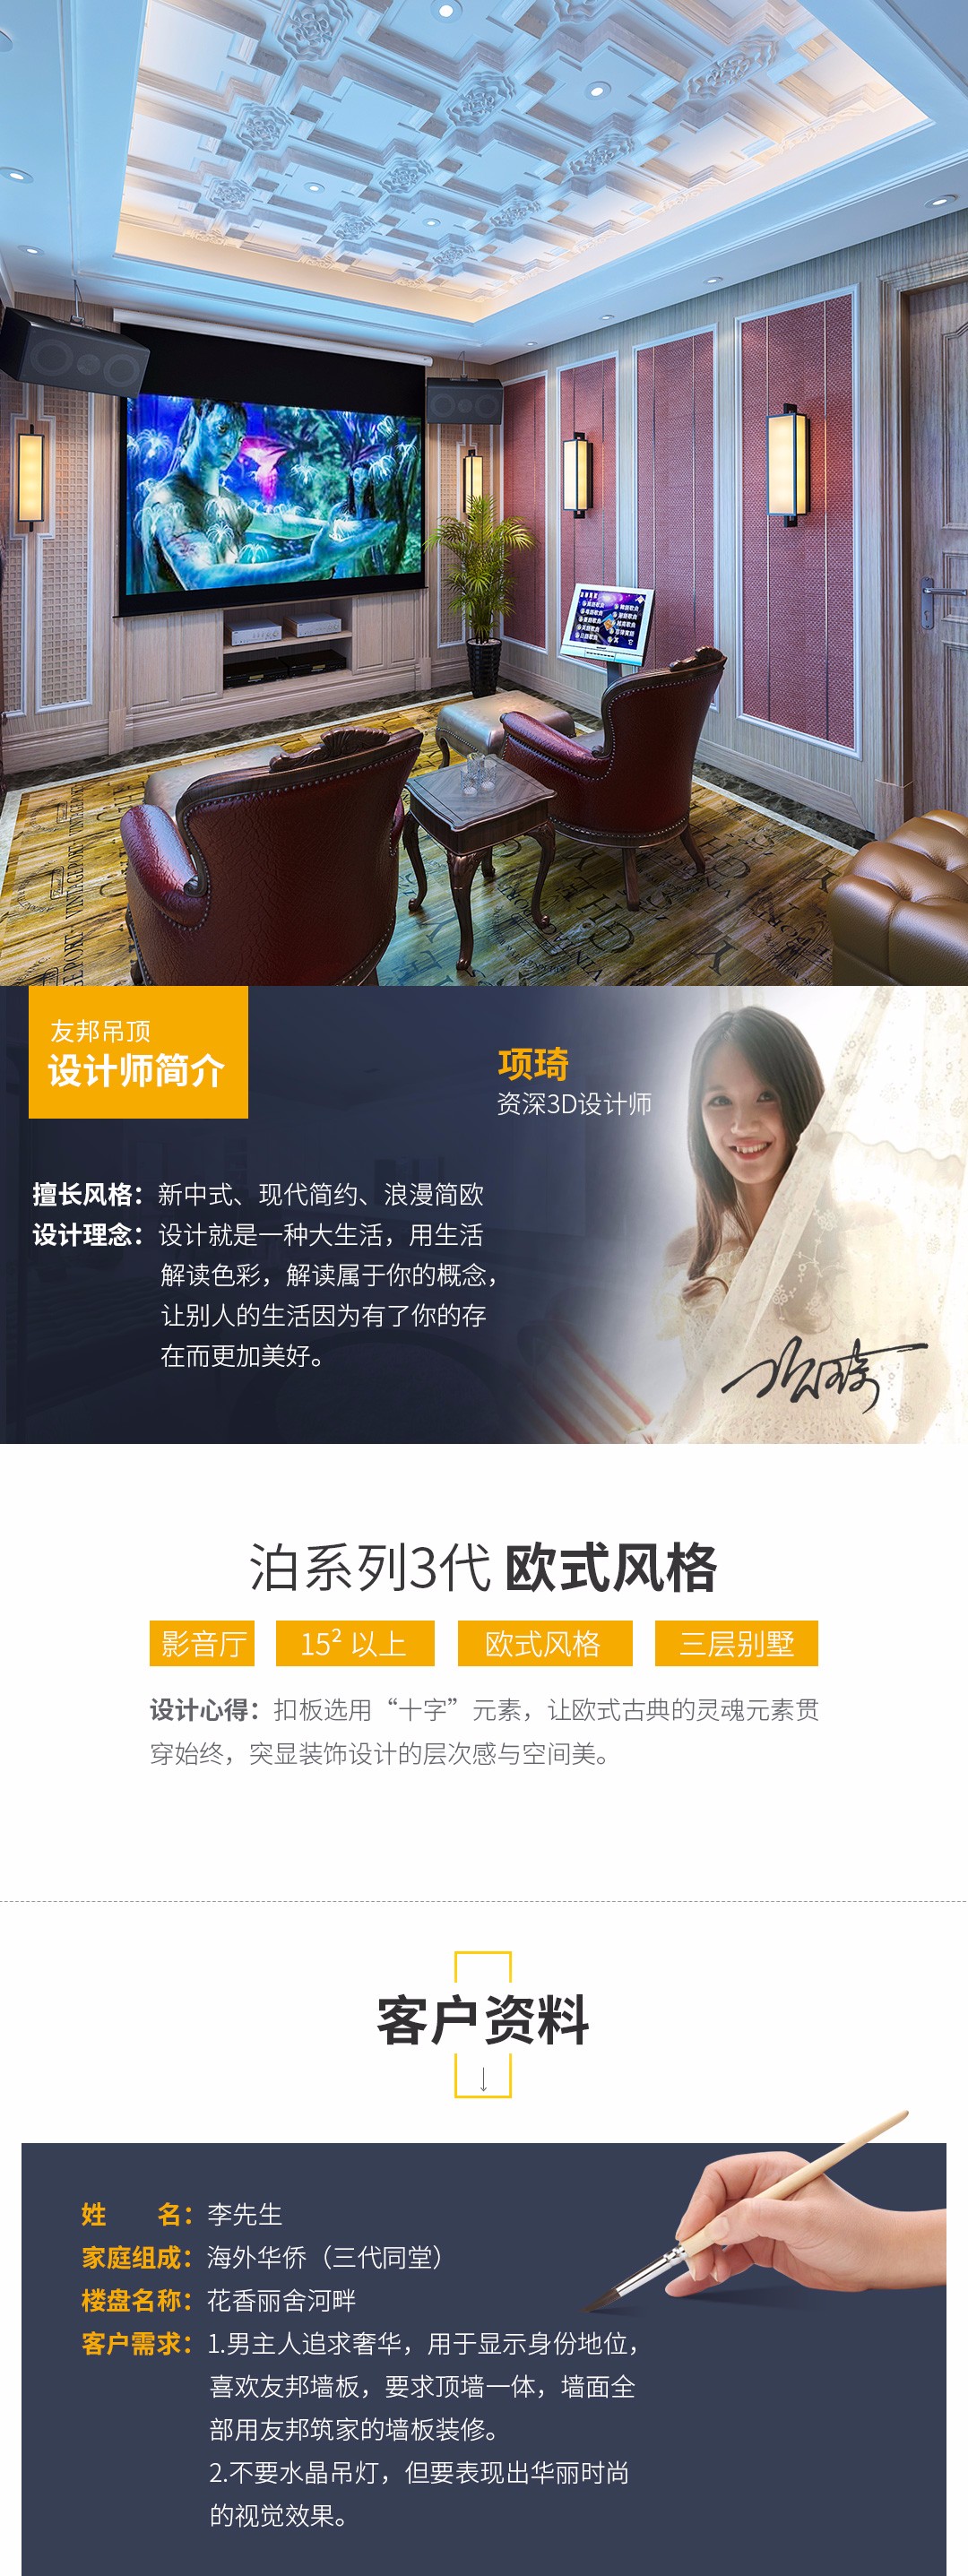 友邦吊顶
设计师简介
项琦
资深3D设计师
擅长风格：新中式、现代简约、浪漫简欧
设计理念：设计就是一种大生活，用生活
解读色彩，解读属于你的概念，
让别人的生活因为有了你的存
在而更加美好。
泊系列3代 欧式风格
影音厅 15² 以上 欧式风格 三层别墅
设计心得：扣板选用“十字”元素，让欧式古典的灵魂元素贯
穿始终，突显装饰设计的层次感与空间美。
客户资料
姓 名：李先生
家庭组成：海外华侨（三代同堂）
楼盘名称：花香丽舍河畔
客户需求：1.男主人追求奢华，用于显示身份地位，
喜欢友邦墙板，要求顶墙一体，墙面全
部用友邦筑家的墙板装修。
2.不要水晶吊灯，但要表现出华丽时尚
的视觉效果。